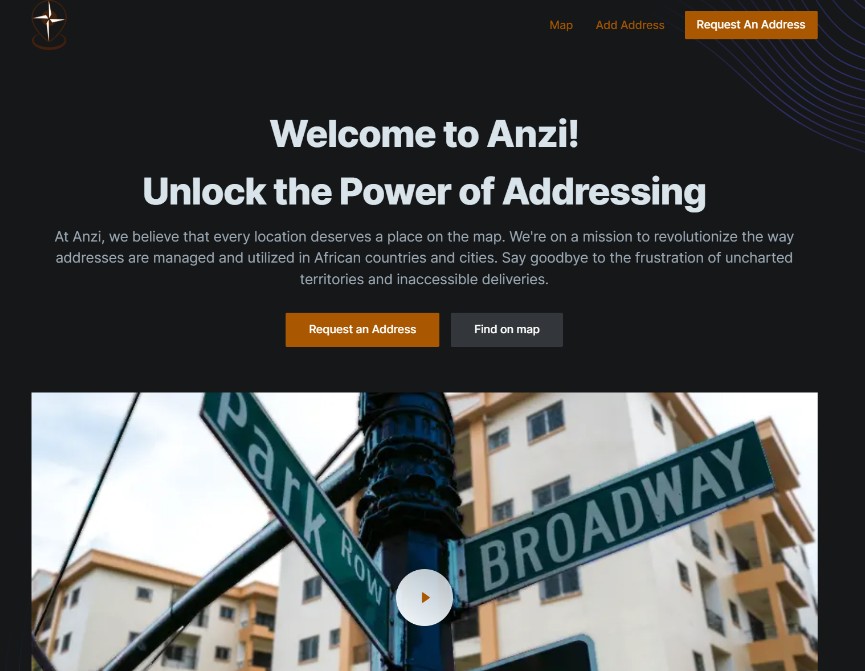 Map Add Address Request An Address
Welcome to Anzi!
Unlock the Power of Addressing
At Anzi, we believe that every location deserves a place on the map. We're on a mission to revolutionize the way
addresses are managed and utilized in African countries and cities. Say goodbye to the frustration of uncharted
territories and inaccessible deliveries.
Request an Address Find on map
Park Row
BROADWAY